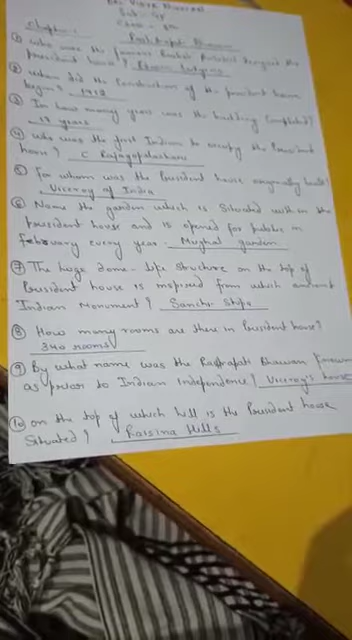 Sub - GK
Class -
Chapter -
Rashtrapati Bhawan
① Who was the famous British Architect designed the
president house? Edwin Lutyens
② When did the Construction of the president house
begin? 1912
③ In how many years was the building Completed?
17 years
④ Who was the first Indian to occupy the President
house? C Rajagopalachari
⑤ For whom was the President house originally built?
Viceroy of India
⑥ Name the garden which is Situated within the
president house and is opened for public in
february every year. Mughal garden
⑦ The huge dome-like structure on the top of
President house is inspired from which ancient
Indian Monument? Sanchi Stupa
⑧ How many rooms are there in President house?
340 rooms
⑨ By what name was the Rashtrapati Bhawan known
as prior to Indian Independence? Viceroy's house
⑩ on the top of which hill is the President house
Situated? Raisina Hills